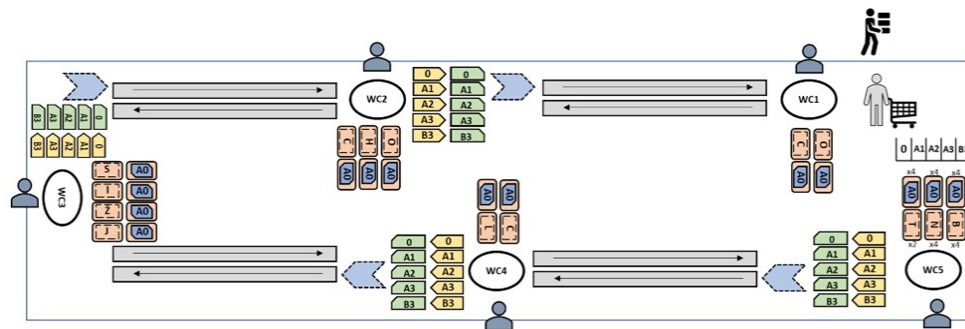 WC2
0 0
A1 A1
A2 A2
A3 A3
B3 B3
WC1
B3 A3 A2 A1 0
B3 A3 A2 A1 0
C H O
A0 A0 A0
C O
A0 A0
0 A1 A2 A3 B
x4 x4 x4
A0 A0 A0
T N B
x2 x4 x4
WC3
S A0
I A0
Z A0
J A0
A0 A0
L C
0 0
A1 A1
A2 A2
A3 A3
B3 B3
WC4
0 0
A1 A1
A2 A2
A3 A3
B3 B3
WC5